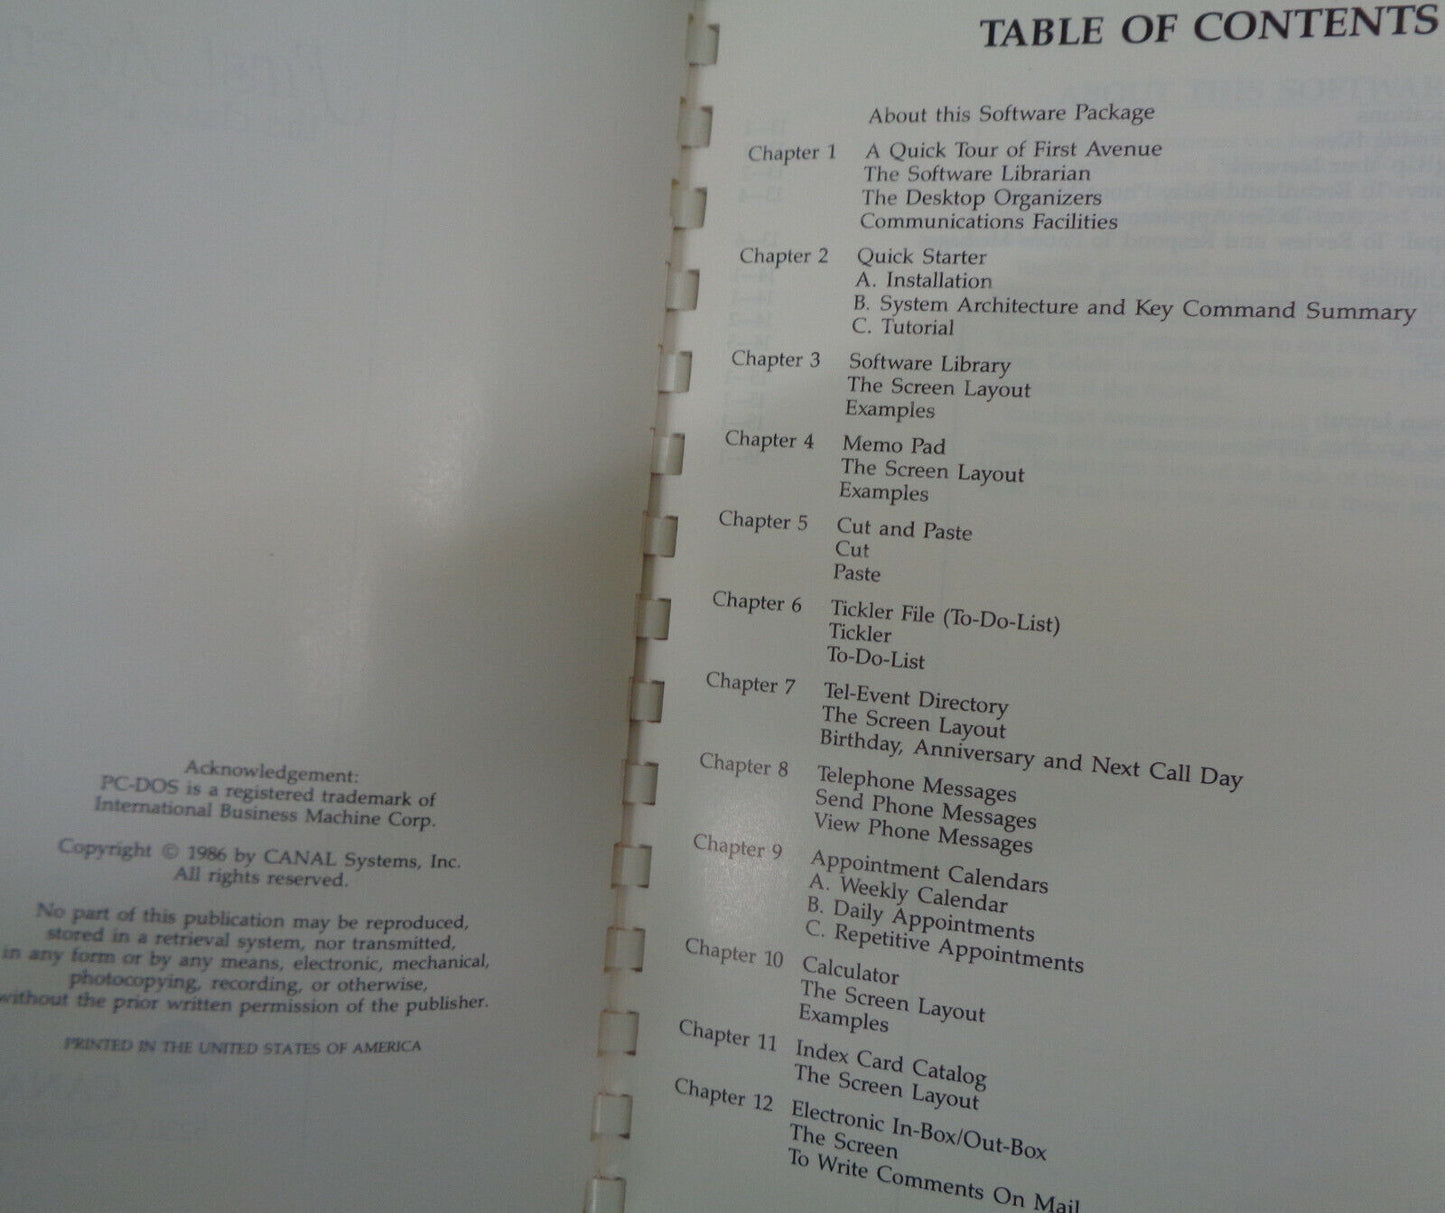 Acknowledgement:
PC-DOS is a registered trademark of
International Business Machine Corp.
Copyright © 1986 by CANAL Systems, Inc.
All rights reserved.
No part of this publication may be reproduced,
stored in a retrieval system, nor transmitted,
in any form or by any means, electronic, mechanical,
photocopying, recording, or otherwise,
without the prior written permission of the publisher.
PRINTED IN THE UNITED STATES OF AMERICA
TABLE OF CONTENTS
About this Software Package
Chapter 1 A Quick Tour of First Avenue
The Software Librarian
The Desktop Organizers
Communications Facilities
Chapter 2 Quick Starter
A. Installation
B. System Architecture and Key Command Summary
C. Tutorial
Chapter 3 Software Library
The Screen Layout
Examples
Chapter 4 Memo Pad
The Screen Layout
Examples
Chapter 5 Cut and Paste
Cut
Paste
Chapter 6 Tickler File (To-Do-List)
Tickler
To-Do-List
Chapter 7 Tel-Event Directory
The Screen Layout
Birthday, Anniversary and Next Call Day
Chapter 8 Telephone Messages
Send Phone Messages
View Phone Messages
Chapter 9 Appointment Calendars
A. Weekly Calendar
B. Daily Appointments
C. Repetitive Appointments
Chapter 10 Calculator
The Screen Layout
Examples
Chapter 11 Index Card Catalog
The Screen Layout
Chapter 12 Electronic In-Box/Out-Box
The Screen
To Write Comments On Mail